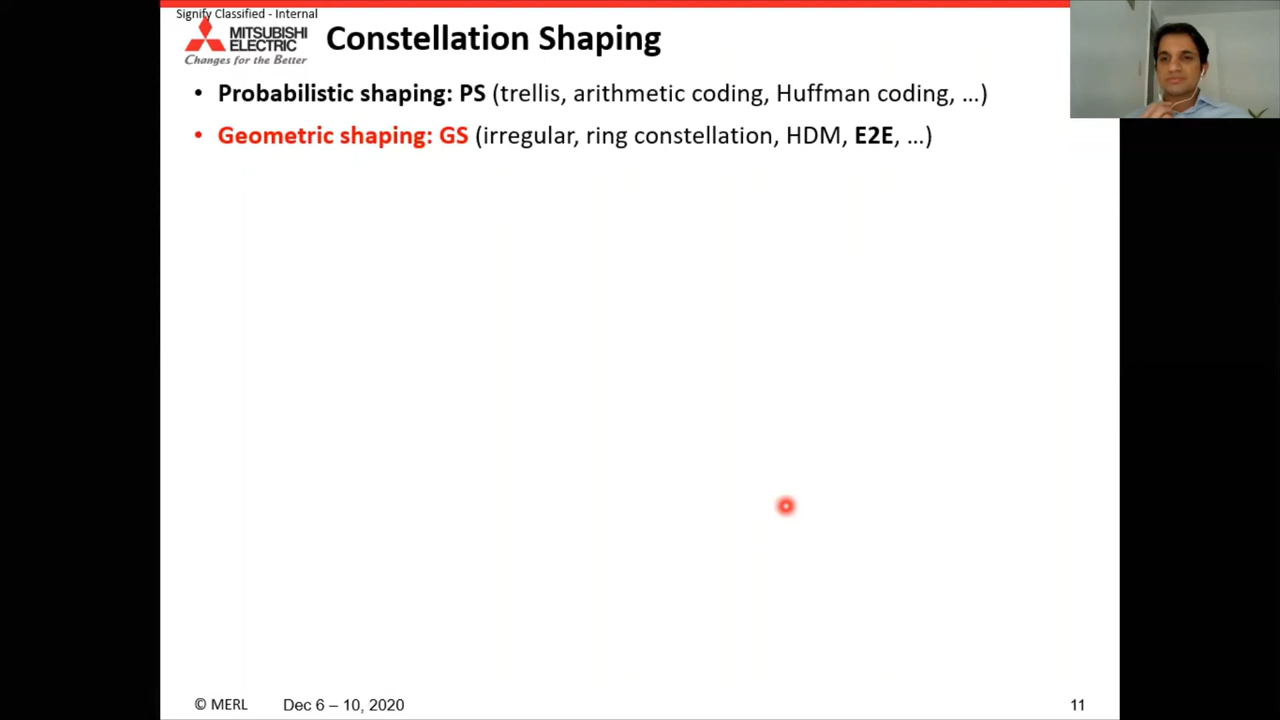 Signify Classified - Internal
MITSUBISHI
ELECTRIC
Changes for the Better
Constellation Shaping
• Probabilistic shaping: PS (trellis, arithmetic coding, Huffman coding, ...)
• Geometric shaping: GS (irregular, ring constellation, HDM, E2E, ...)
© MERL
Dec 6 – 10, 2020
11